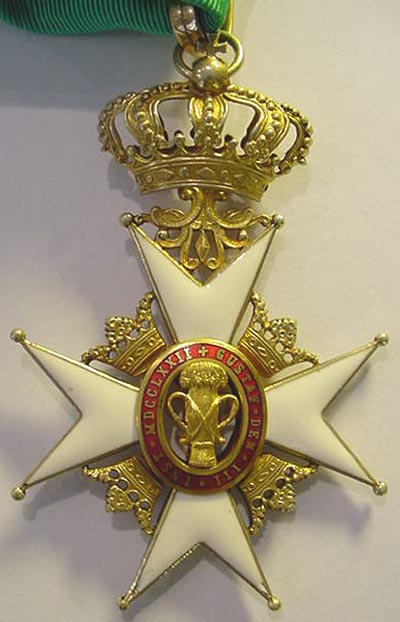 GUSTAF · DEN · III · INST · MDCCLXXII +